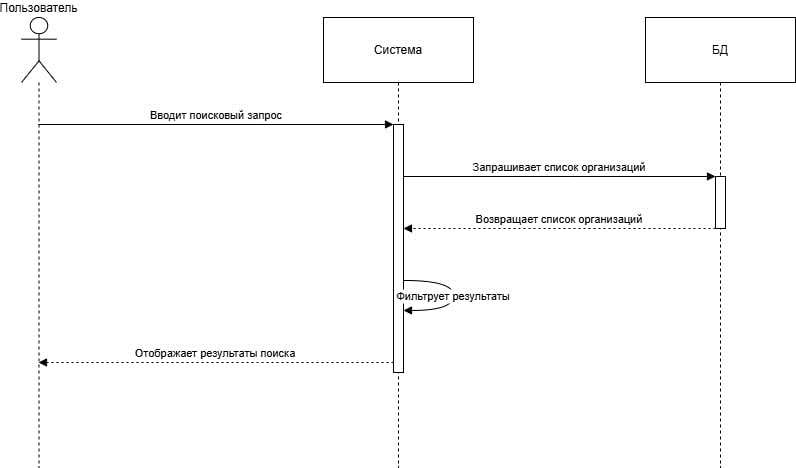 Пользователь
Система
БД
Вводит поисковый запрос
Запрашивает список организаций
Возвращает список организаций
Фильтрует результаты
Отображает результаты поиска